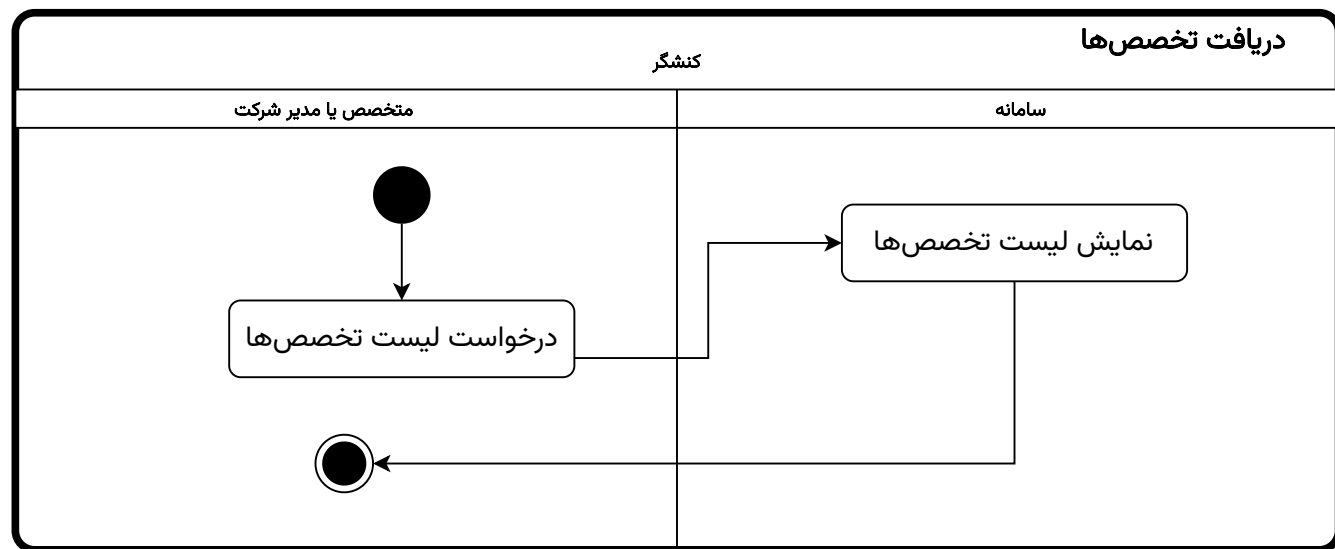 دریافت تخصص‌ها
کنشگر
سامانه
متخصص یا مدیر شرکت
نمایش لیست تخصص‌ها
درخواست لیست تخصص‌ها